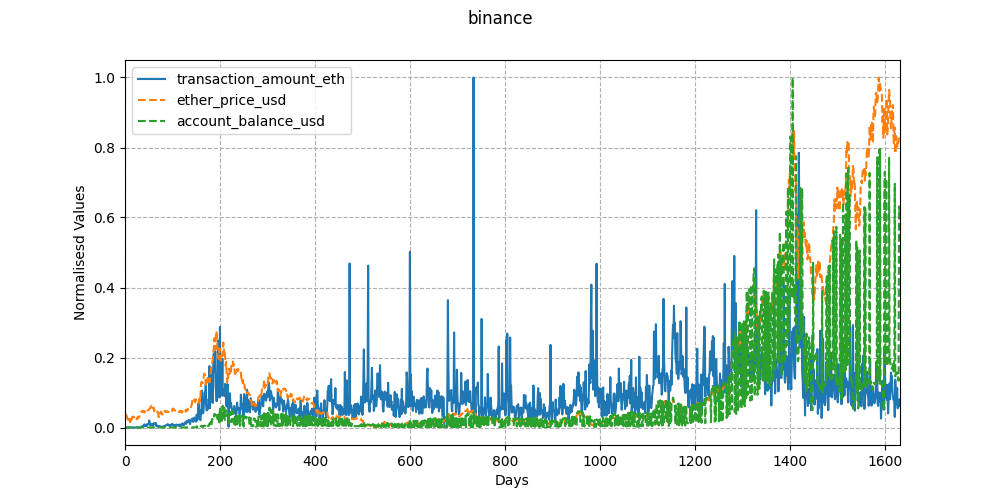 binance
transaction_amount_eth
ether_price_usd
account_balance_usd
Normalisesd Values
1.0
0.8
0.6
0.4
0.2
0.0
0 200 400 600 800 1000 1200 1400 1600
Days